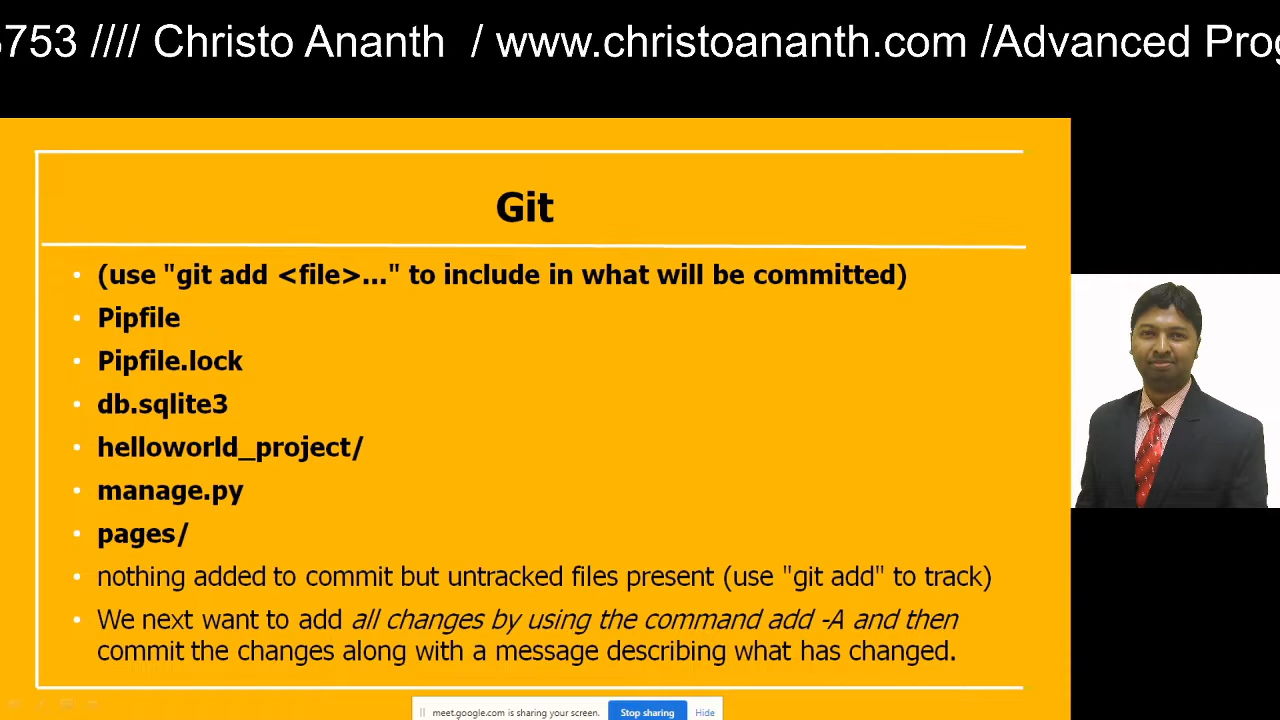 753 //// Christo Ananth / www.christoananth.com /Advanced
Git
(use "git add <file>..." to include in what will be committed)
Pipfile
Pipfile.lock
db.sqlite3
helloworld_project/
manage.py
pages/
nothing added to commit but untracked files present (use "git add" to track)
We next want to add all changes by using the command add -A and then
commit the changes along with a message describing what has changed.
meet.google.com is sharing your screen. Stop sharing Hide